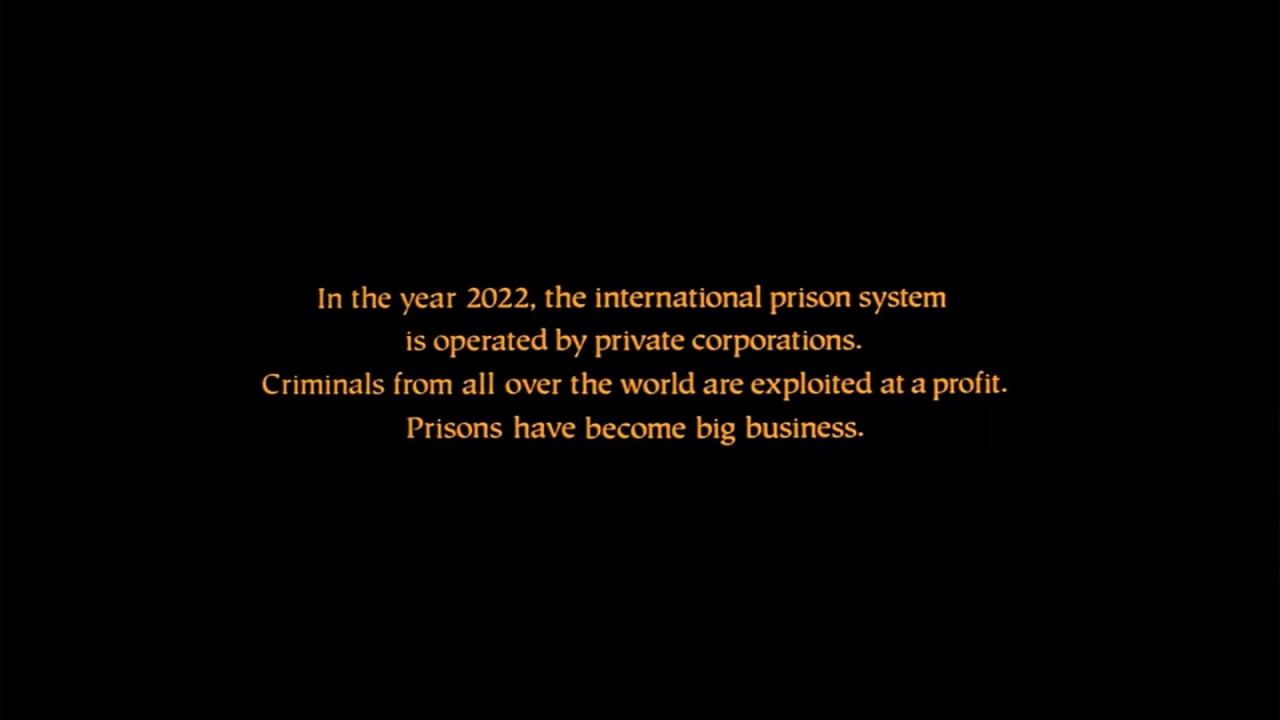 In the year 2022, the international prison system
is operated by private corporations.
Criminals from all over the world are exploited at a profit.
Prisons have become big business.